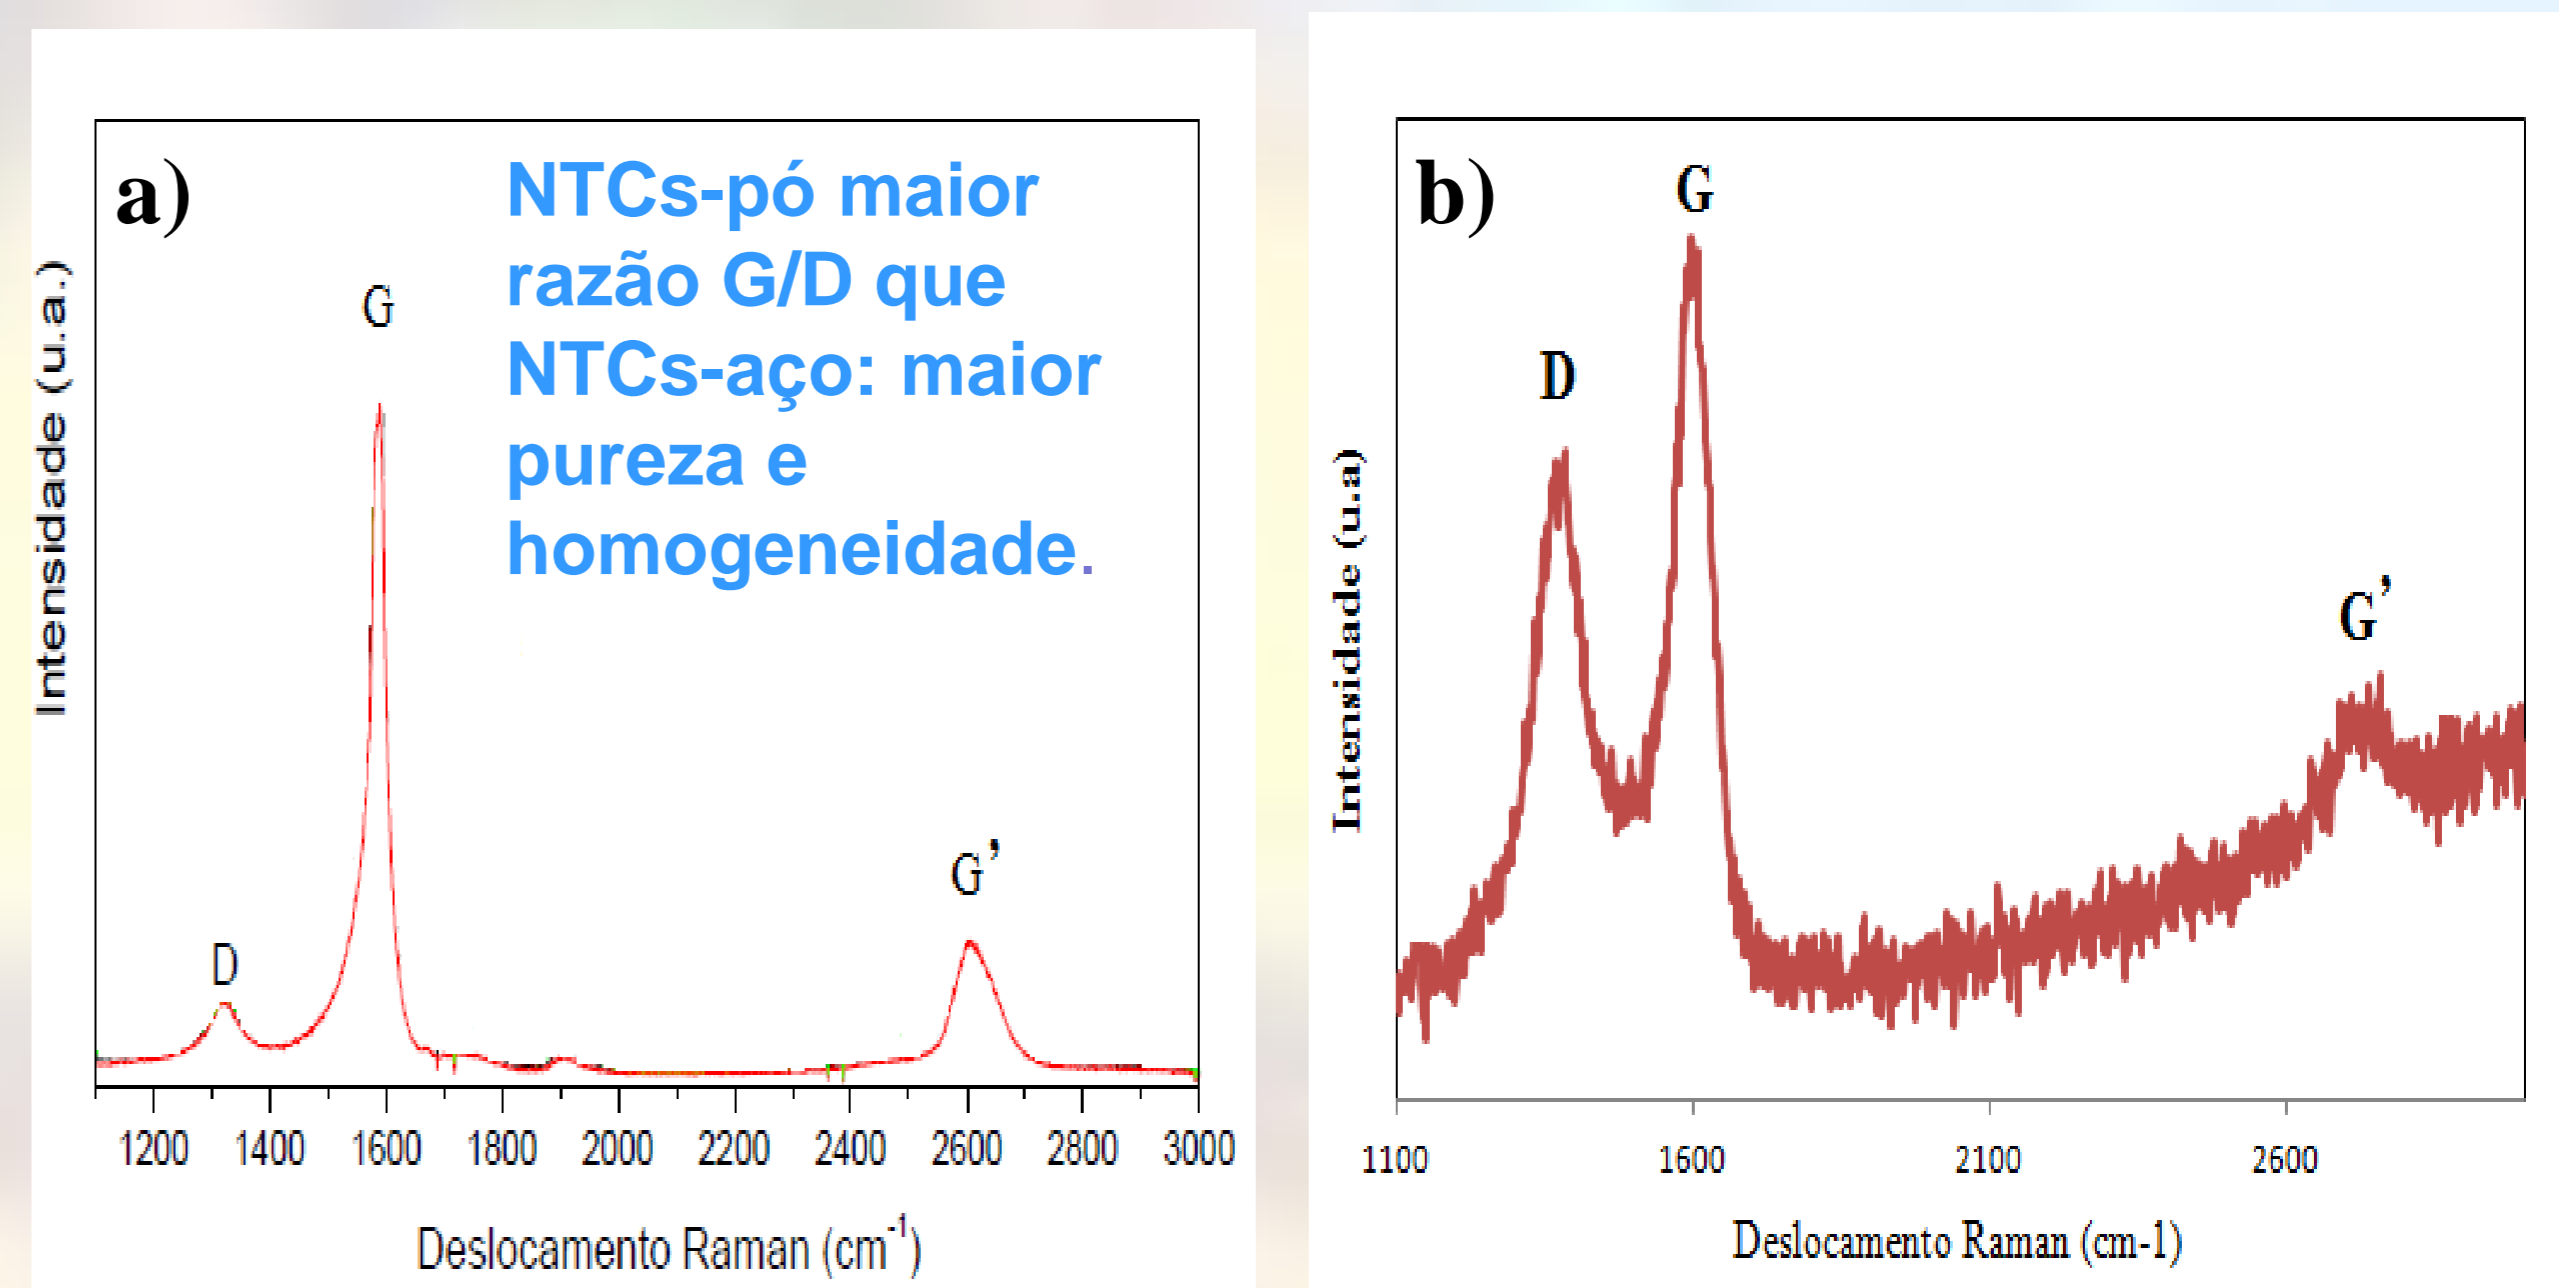 a)
NTCs-pó maior
razão G/D que
NTCs-aço: maior
pureza e
homogeneidade.
G
D
G’
Intensidade (u.a.)
1200 1400 1600 1800 2000 2200 2400 2600 2800 3000
Deslocamento Raman (cm⁻¹)
b)
G
D
G’
Intensidade (u.a)
1100 1600 2100 2600
Deslocamento Raman (cm-1)